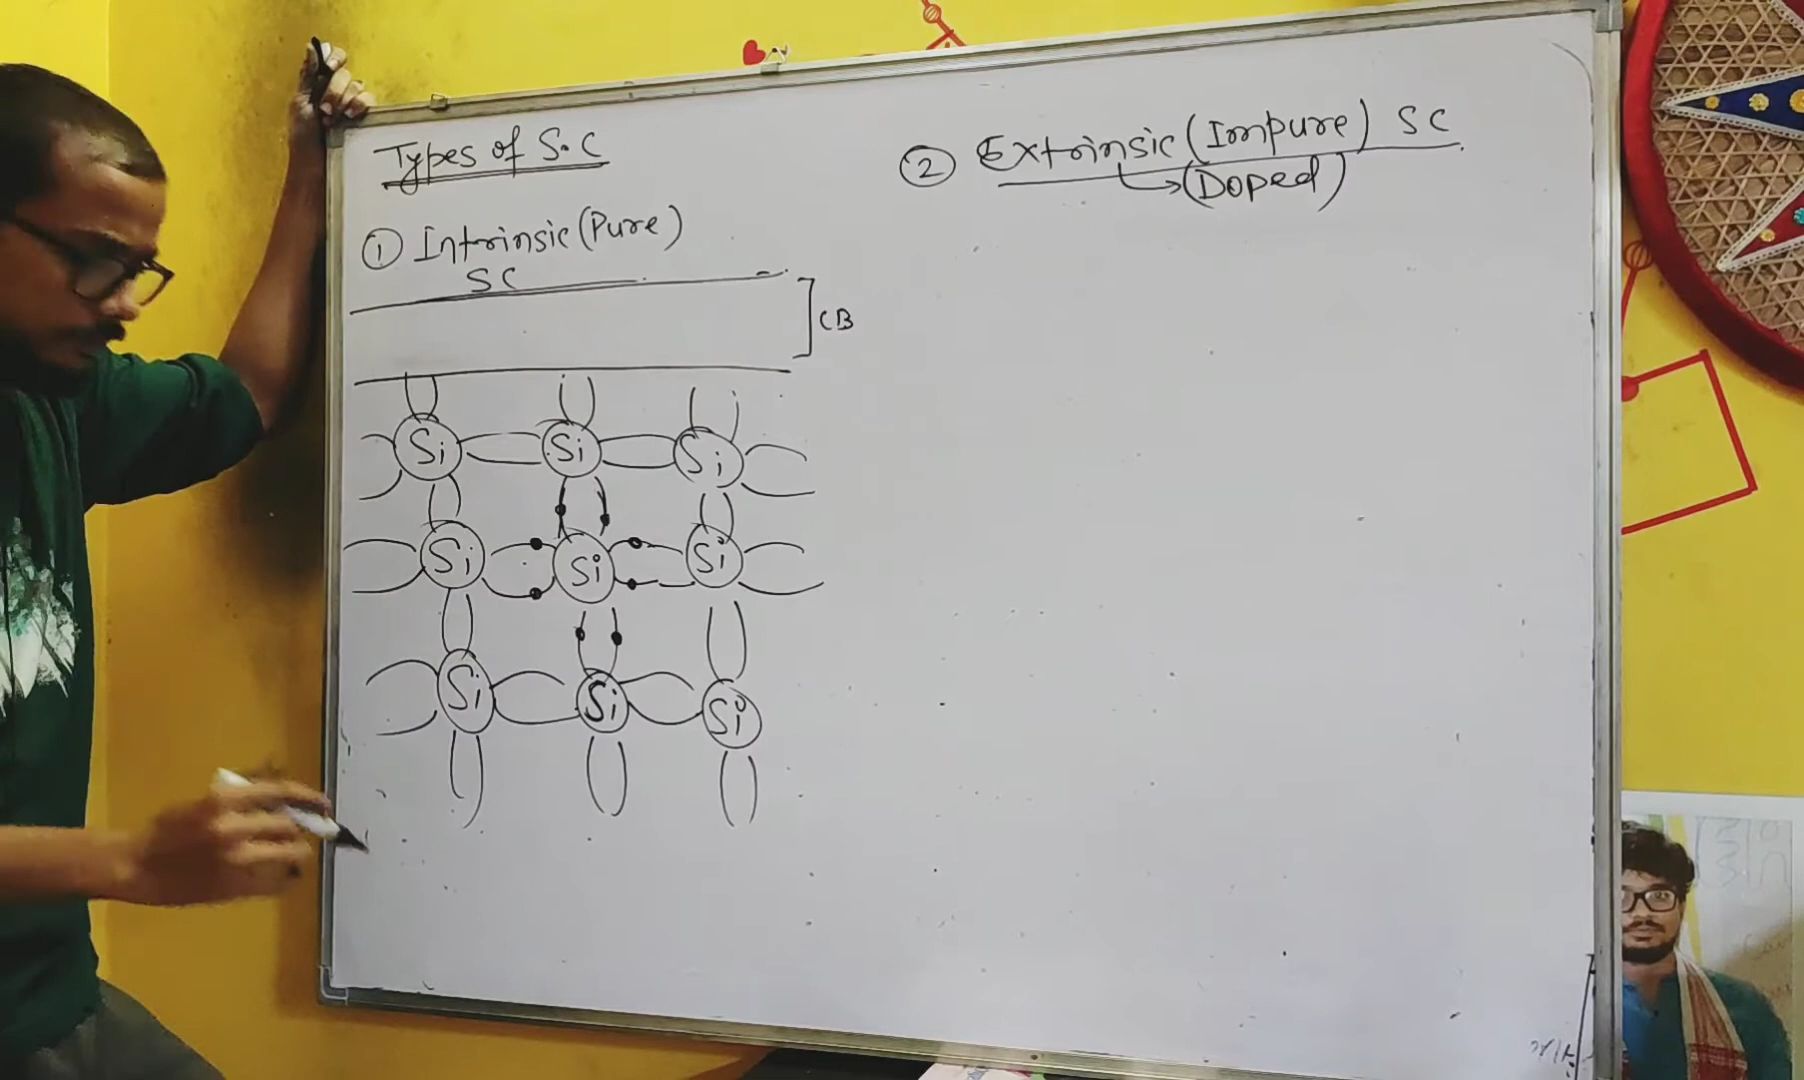 Types of S.C
① Intrinsic (Pure)
SC
CB
Si Si Si
Si Si Si
Si Si Si
② Extrinsic (Impure) SC
→ (Doped)